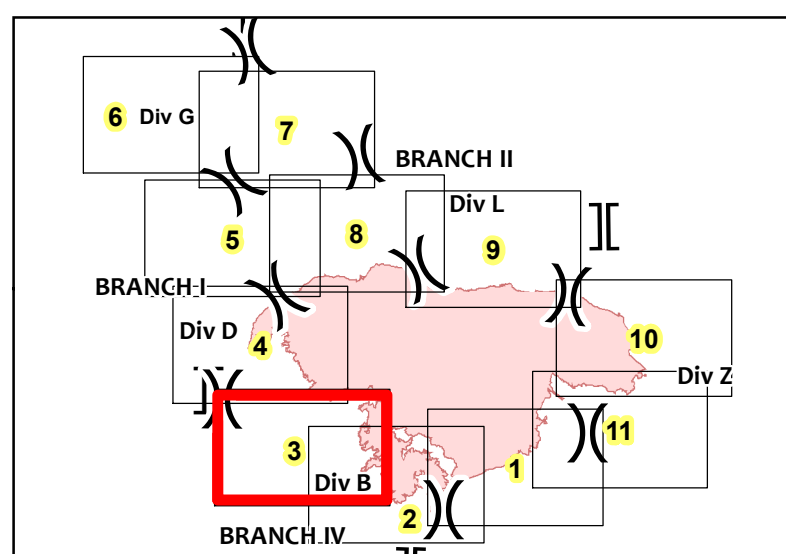 6 Div G
7
BRANCH II
Div L
5
8
9
BRANCH I
Div D
4
10
Div Z
11
3
1
Div B
2
BRANCH IV